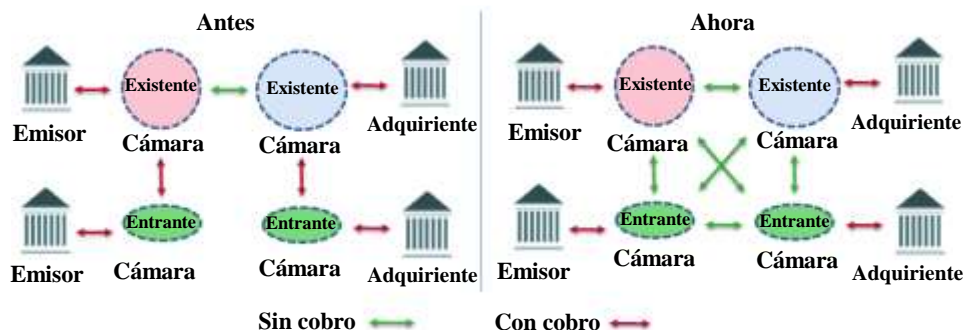 Antes
Existente
Existente
Emisor
Cámara
Cámara
Adquiriente
Entrante
Entrante
Emisor
Cámara
Cámara
Adquiriente
Ahora
Existente
Existente
Emisor
Cámara
Cámara
Adquiriente
Entrante
Entrante
Emisor
Cámara
Cámara
Adquiriente
Sin cobro
Con cobro